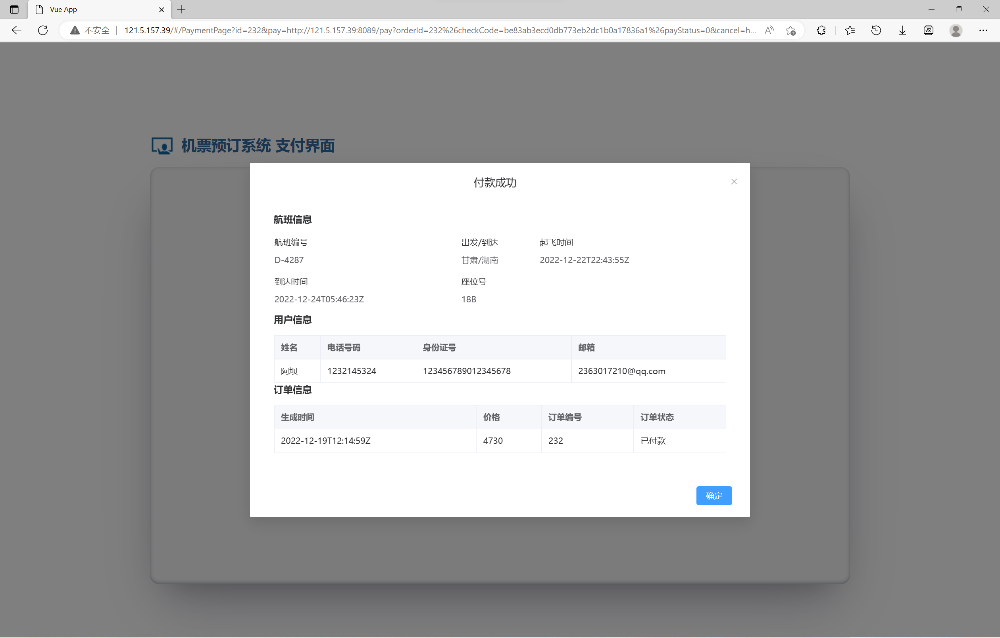 Vue App
不安全 121.5.157.39/#/PaymentPage?id=232&pay=http://121.5.157.39:8089/pay?orderId=232%26checkCode=be83ab3ecd0db773eb2dc1b0a17836a1%26payStatus=0&cancel=h...
机票预订系统 支付界面
付款成功
航班信息
航班编号 出发/到达 起飞时间
D-4287 甘肃/湖南 2022-12-22T22:43:55Z
到达时间 座位号
2022-12-24T05:46:23Z 18B
用户信息
姓名 电话号码 身份证号 邮箱
阿坝 1232145324 123456789012345678 2363017210@qq.com
订单信息
生成时间 价格 订单编号 订单状态
2022-12-19T12:14:59Z 4730 232 已付款
确定